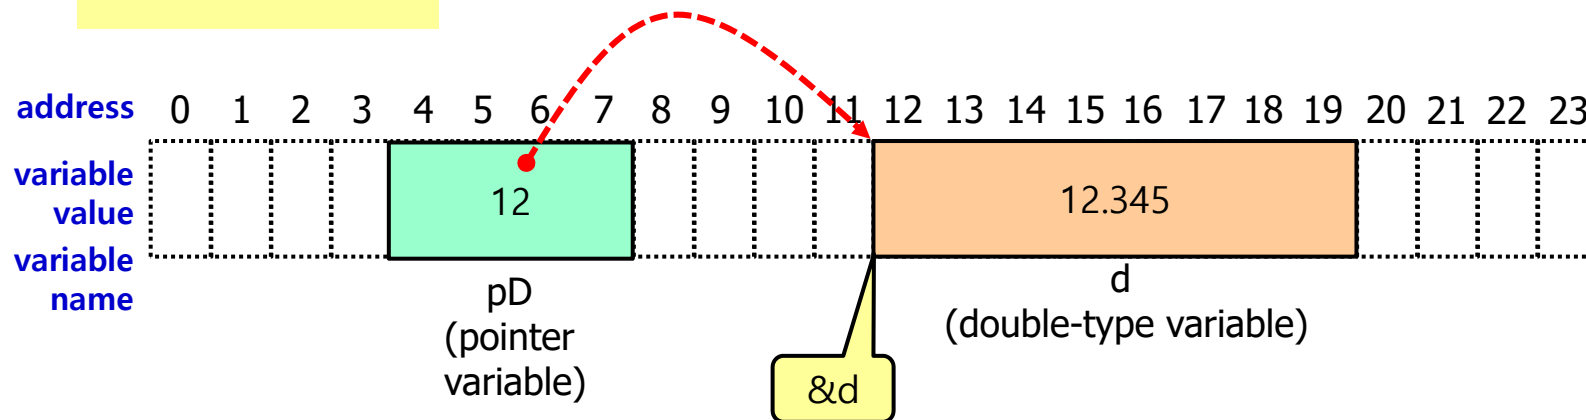 address 0 1 2 3 4 5 6 7 8 9 10 11 12 13 14 15 16 17 18 19 20 21 22 23
variable
value
12
12.345
variable
name
pD
(pointer
variable)
d
(double-type variable)
&d